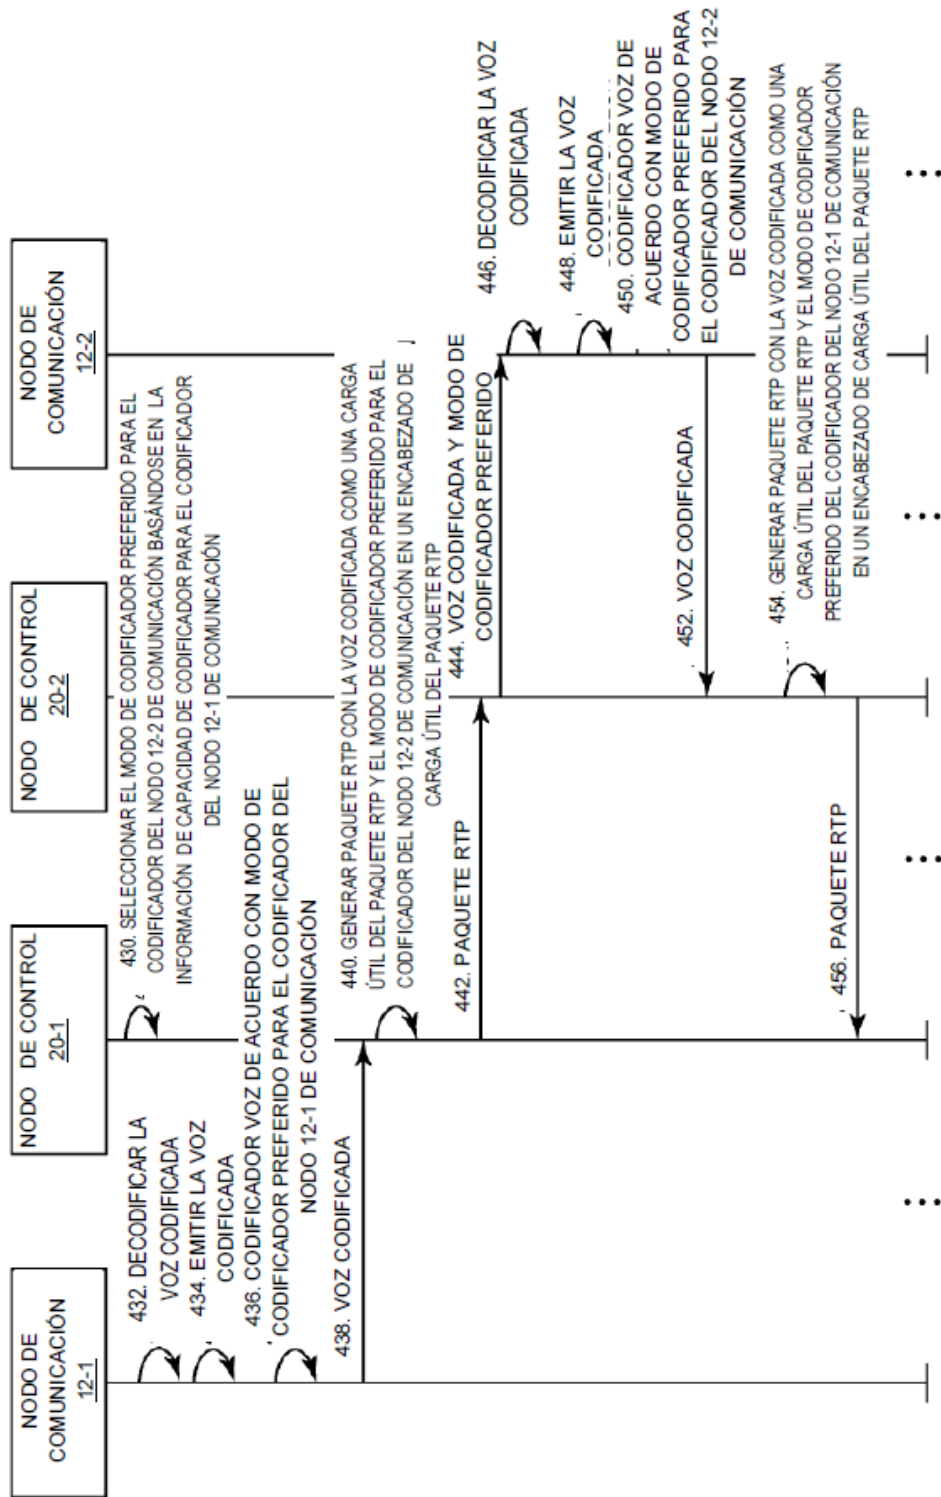 NODO DE
COMUNICACIÓN
12-1
NODO DE CONTROL
20-1
NODO DE CONTROL
20-2
NODO DE
COMUNICACIÓN
12-2
430. SELECCIONAR EL MODO DE CODIFICADOR PREFERIDO PARA EL
CODIFICADOR DEL NODO 12-2 DE COMUNICACIÓN BASÁNDOSE EN LA
INFORMACIÓN DE CAPACIDAD DE CODIFICADOR PARA EL CODIFICADOR
DEL NODO 12-1 DE COMUNICACIÓN
432. DECODIFICAR LA
VOZ CODIFICADA
434. EMITIR LA VOZ
CODIFICADA
436. CODIFICADOR VOZ DE ACUERDO CON MODO DE
CODIFICADOR PREFERIDO PARA EL CODIFICADOR DEL
NODO 12-1 DE COMUNICACIÓN
438. VOZ CODIFICADA
440. GENERAR PAQUETE RTP CON LA VOZ CODIFICADA COMO UNA CARGA
ÚTIL DEL PAQUETE RTP Y EL MODO DE CODIFICADOR PREFERIDO PARA EL
CODIFICADOR DEL NODO 12-2 DE COMUNICACIÓN EN UN ENCABEZADO DE
CARGA ÚTIL DEL PAQUETE RTP
442. PAQUETE RTP
444. VOZ CODIFICADA Y MODO DE
CODIFICADOR PREFERIDO
446. DECODIFICAR LA VOZ
CODIFICADA
448. EMITIR LA VOZ
CODIFICADA
450. CODIFICADOR VOZ DE
ACUERDO CON MODO DE
CODIFICADOR PREFERIDO PARA
EL CODIFICADOR DEL NODO 12-2
DE COMUNICACIÓN
452. VOZ CODIFICADA
454. GENERAR PAQUETE RTP CON LA VOZ CODIFICADA COMO UNA
CARGA ÚTIL DEL PAQUETE RTP Y EL MODO DE CODIFICADOR
PREFERIDO DEL CODIFICADOR DEL NODO 12-1 DE COMUNICACIÓN
EN UN ENCABEZADO DE CARGA ÚTIL DEL PAQUETE RTP
456. PAQUETE RTP